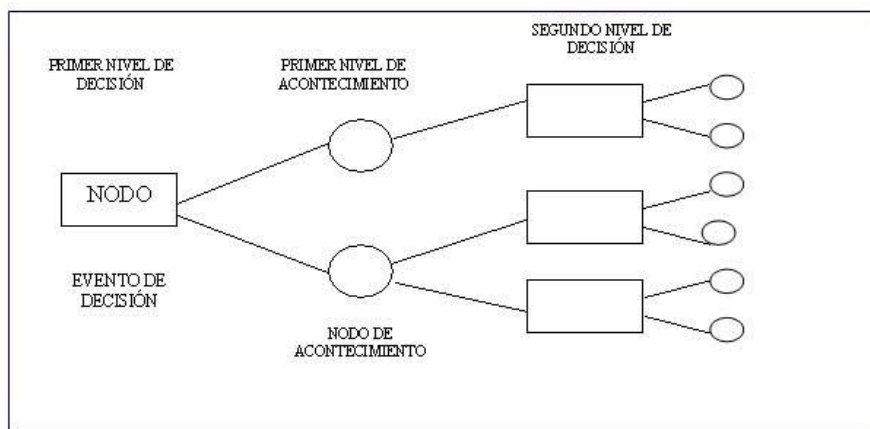 SEGUNDO NIVEL DE
DECISIÓN
PRIMER NIVEL DE
DECISIÓN
PRIMER NIVEL DE
ACONTECIMIENTO
NODO
EVENTO DE
DECISIÓN
NODO DE
ACONTECIMIENTO